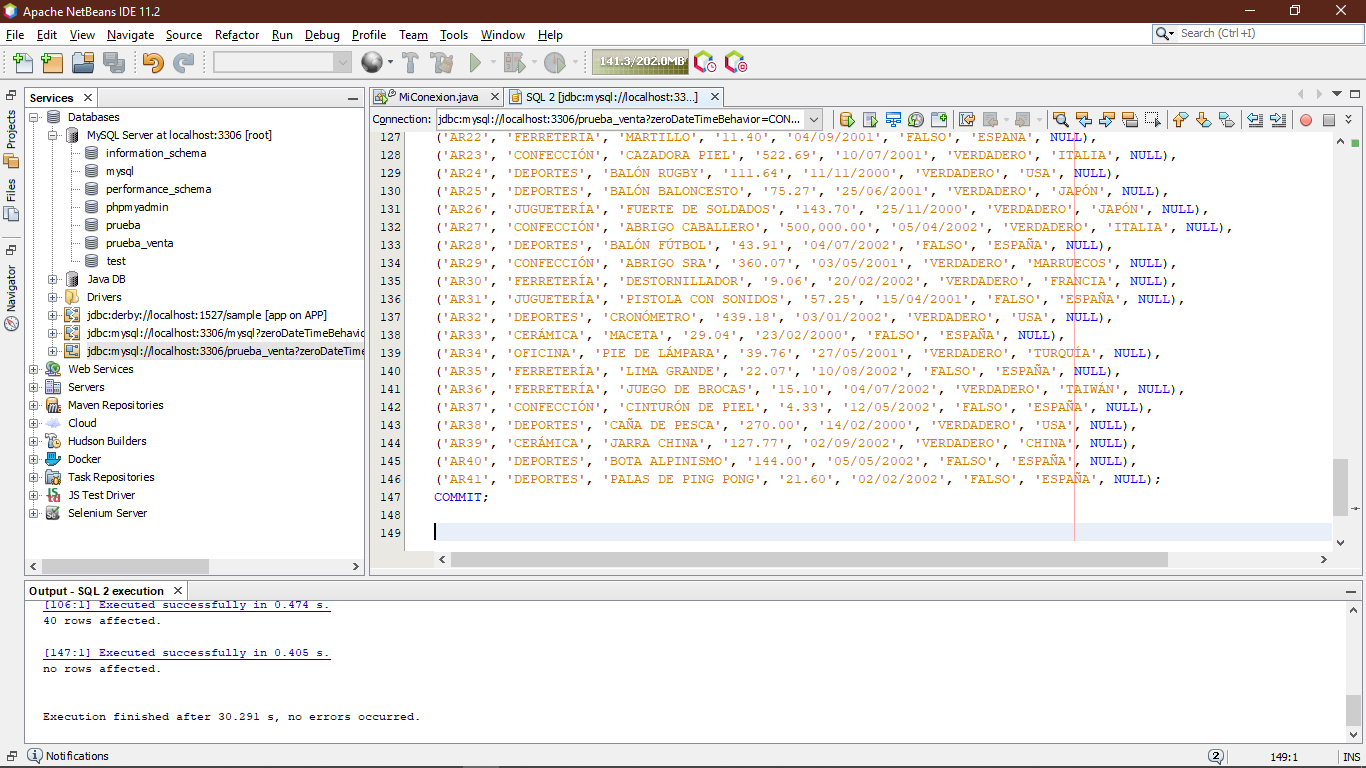 Apache NetBeans IDE 11.2
File Edit View Navigate Source Refactor Run Debug Profile Team Tools Window Help
Search (Ctrl+I)
141.3/202.0MB
Projects
Files
Navigator
Services
Databases
MySQL Server at localhost:3306 [root]
information_schema
mysql
performance_schema
phpmyadmin
prueba
prueba_venta
test
Java DB
Drivers
jdbc:derby://localhost:1527/sample [app on APP]
jdbc:mysql://localhost:3306/mysql?zeroDateTimeBehavio
jdbc:mysql://localhost:3306/prueba_venta?zeroDateTime
Web Services
Servers
Maven Repositories
Cloud
Hudson Builders
Docker
Task Repositories
JS Test Driver
Selenium Server
MiConexion.java
SQL 2 [jdbc:mysql://localhost:33...]
Connection: jdbc:mysql://localhost:3306/prueba_venta?zeroDateTimeBehavior=CON...
127 ('AR22', 'FERRETERÍA', 'MARTILLO', '11.40', '04/09/2001', 'FALSO', 'ESPAÑA', NULL),
128 ('AR23', 'CONFECCIÓN', 'CAZADORA PIEL', '522.69', '10/07/2001', 'VERDADERO', 'ITALIA', NULL),
129 ('AR24', 'DEPORTES', 'BALÓN RUGBY', '111.64', '11/11/2000', 'VERDADERO', 'USA', NULL),
130 ('AR25', 'DEPORTES', 'BALÓN BALONCESTO', '75.27', '25/06/2001', 'VERDADERO', 'JAPÓN', NULL),
131 ('AR26', 'JUGUETERÍA', 'FUERTE DE SOLDADOS', '143.70', '25/11/2000', 'VERDADERO', 'JAPÓN', NULL),
132 ('AR27', 'CONFECCIÓN', 'ABRIGO CABALLERO', '500,000.00', '05/04/2002', 'VERDADERO', 'ITALIA', NULL),
133 ('AR28', 'DEPORTES', 'BALÓN FÚTBOL', '43.91', '04/07/2002', 'FALSO', 'ESPAÑA', NULL),
134 ('AR29', 'CONFECCIÓN', 'ABRIGO SRA', '360.07', '03/05/2001', 'VERDADERO', 'MARRUECOS', NULL),
135 ('AR30', 'FERRETERÍA', 'DESTORNILLADOR', '9.06', '20/02/2002', 'VERDADERO', 'FRANCIA', NULL),
136 ('AR31', 'JUGUETERÍA', 'PISTOLA CON SONIDOS', '57.25', '15/04/2001', 'FALSO', 'ESPAÑA', NULL),
137 ('AR32', 'DEPORTES', 'CRONÓMETRO', '439.18', '03/01/2002', 'VERDADERO', 'USA', NULL),
138 ('AR33', 'CERÁMICA', 'MACETA', '29.04', '23/02/2000', 'FALSO', 'ESPAÑA', NULL),
139 ('AR34', 'OFICINA', 'PIE DE LÁMPARA', '39.76', '27/05/2001', 'VERDADERO', 'TURQUÍA', NULL),
140 ('AR35', 'FERRETERÍA', 'LIMA GRANDE', '22.07', '10/08/2002', 'FALSO', 'ESPAÑA', NULL),
141 ('AR36', 'FERRETERÍA', 'JUEGO DE BROCAS', '15.10', '04/07/2002', 'VERDADERO', 'TAIWÁN', NULL),
142 ('AR37', 'CONFECCIÓN', 'CINTURÓN DE PIEL', '4.33', '12/05/2002', 'FALSO', 'ESPAÑA', NULL),
143 ('AR38', 'DEPORTES', 'CAÑA DE PESCA', '270.00', '14/02/2000', 'VERDADERO', 'USA', NULL),
144 ('AR39', 'CERÁMICA', 'JARRA CHINA', '127.77', '02/09/2002', 'VERDADERO', 'CHINA', NULL),
145 ('AR40', 'DEPORTES', 'BOTA ALPINISMO', '144.00', '05/05/2002', 'FALSO', 'ESPAÑA', NULL),
146 ('AR41', 'DEPORTES', 'PALAS DE PING PONG', '21.60', '02/02/2002', 'FALSO', 'ESPAÑA', NULL);
147 COMMIT;
148
149
Output - SQL 2 execution
[106:1] Executed successfully in 0.474 s.
40 rows affected.
[147:1] Executed successfully in 0.405 s.
no rows affected.
Execution finished after 30.291 s, no errors occurred.
Notifications
2
149:1
INS